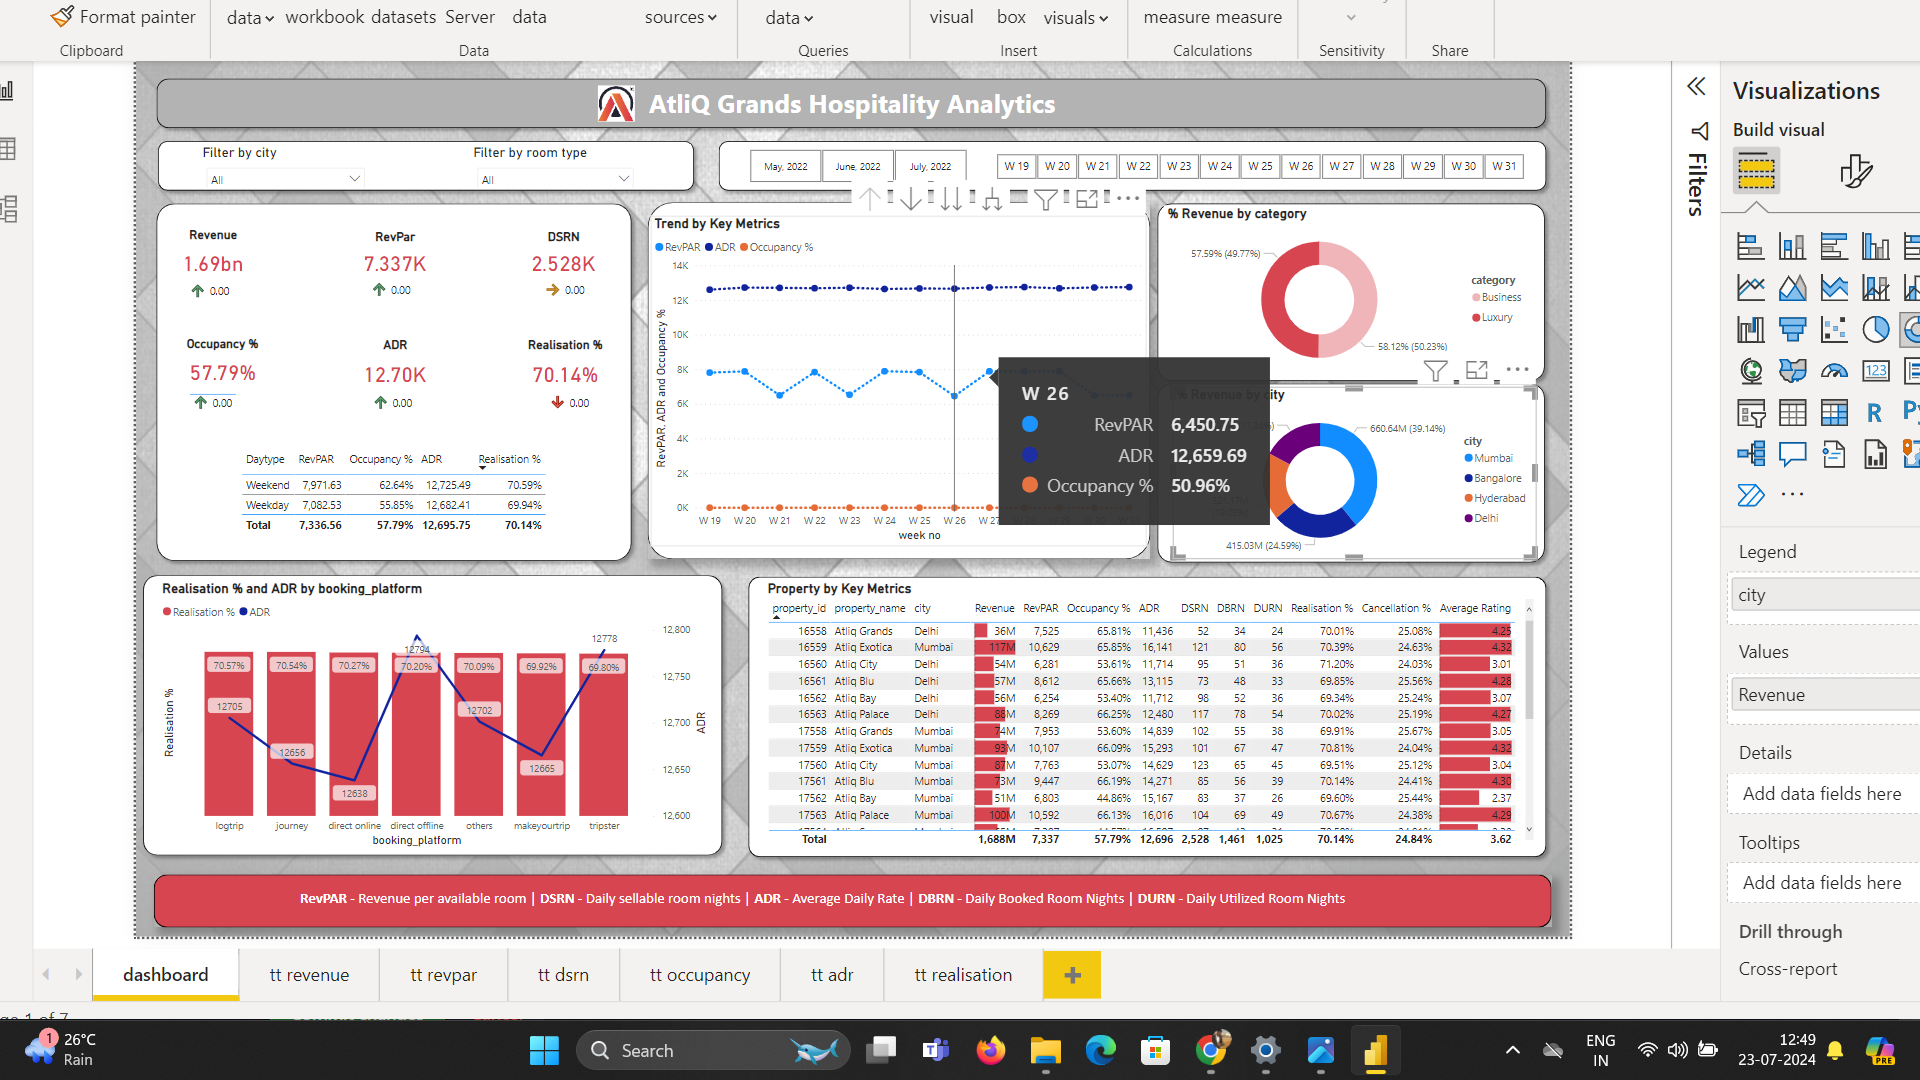 Format painter
data workbook datasets Server data
sources
data
visual box visuals
measure measure
Clipboard
Data
Queries
Insert
Calculations
Sensitivity
Share
AtliQ Grands Hospitality Analytics
Filter by city
All
Filter by room type
All
May, 2022
June, 2022
July, 2022
W 19
W 20
W 21
W 22
W 23
W 24
W 25
W 26
W 27
W 28
W 29
W 30
W 31
Revenue
1.69bn
0.00
RevPar
7.337K
0.00
DSRN
2.528K
0.00
Occupancy %
57.79%
0.00
ADR
12.70K
0.00
Realisation %
70.14%
0.00
Daytype RevPAR Occupancy % ADR Realisation %
Weekend 7,971.63 62.64% 12,725.49 70.59%
Weekday 7,082.53 55.85% 12,682.41 69.94%
Total 7,336.56 57.79% 12,695.75 70.14%
Trend by Key Metrics
RevPAR ADR Occupancy %
RevPAR, ADR and Occupancy %
14K
12K
10K
8K
6K
4K
2K
0K
W 19 W 20 W 21 W 22 W 23 W 24 W 25 W 26 W 27
week no
W 26
RevPAR 6,450.75
ADR 12,659.69
Occupancy % 50.96%
% Revenue by category
57.59% (49.77%)
58.12% (50.23%)
category
Business
Luxury
% Revenue by city
660.64M (39.14%)
415.03M (24.59%)
city
Mumbai
Bangalore
Hyderabad
Delhi
Realisation % and ADR by booking_platform
Realisation % ADR
Realisation %
70.57%
70.54%
70.27%
70.20%
70.09%
69.92%
69.80%
12705
12656
12638
12794
12702
12665
12778
12,800
12,750
12,700
12,650
12,600
ADR
logtrip journey direct online direct offline others makeyourtrip tripster
booking_platform
Property by Key Metrics
property_id property_name city Revenue RevPAR Occupancy % ADR DSRN DBRN DURN Realisation % Cancellation % Average Rating
16558 Atliq Grands Delhi 36M 7,525 65.81% 11,436 52 34 24 70.01% 25.08% 4.25
16559 Atliq Exotica Mumbai 117M 10,629 65.85% 16,141 121 80 56 70.39% 24.63% 4.32
16560 Atliq City Delhi 54M 6,281 53.61% 11,714 95 51 36 71.20% 24.03% 3.01
16561 Atliq Blu Delhi 57M 8,612 65.66% 13,115 73 48 33 69.85% 25.56% 4.28
16562 Atliq Bay Delhi 56M 6,254 53.40% 11,712 98 52 36 69.34% 25.24% 3.07
16563 Atliq Palace Delhi 88M 8,269 66.25% 12,480 117 78 54 70.02% 25.19% 4.27
17558 Atliq Grands Mumbai 74M 7,953 53.60% 14,839 102 55 38 69.91% 25.67% 3.05
17559 Atliq Exotica Mumbai 93M 10,107 66.09% 15,293 101 67 47 70.81% 24.04% 4.32
17560 Atliq City Mumbai 87M 7,763 53.07% 14,629 123 65 45 69.51% 25.12% 3.04
17561 Atliq Blu Mumbai 73M 9,447 66.19% 14,271 85 56 39 70.14% 24.41% 4.30
17562 Atliq Bay Mumbai 51M 6,803 44.86% 15,167 83 37 26 69.60% 25.44% 2.37
17563 Atliq Palace Mumbai 100M 10,592 66.13% 16,016 104 69 49 70.67% 24.38% 4.29
Total 1,688M 7,337 57.79% 12,696 2,528 1,461 1,025 70.14% 24.84% 3.62
RevPAR - Revenue per available room | DSRN - Daily sellable room nights | ADR - Average Daily Rate | DBRN - Daily Booked Room Nights | DURN - Daily Utilized Room Nights
Filters
Visualizations
Build visual
123
R
Py
Legend
city
Values
Revenue
Details
Add data fields here
Tooltips
Add data fields here
Drill through
Cross-report
dashboard
tt revenue
tt revpar
tt dsrn
tt occupancy
tt adr
tt realisation
1
26°C
Rain
Search
ENG
IN
12:49
23-07-2024
PRE